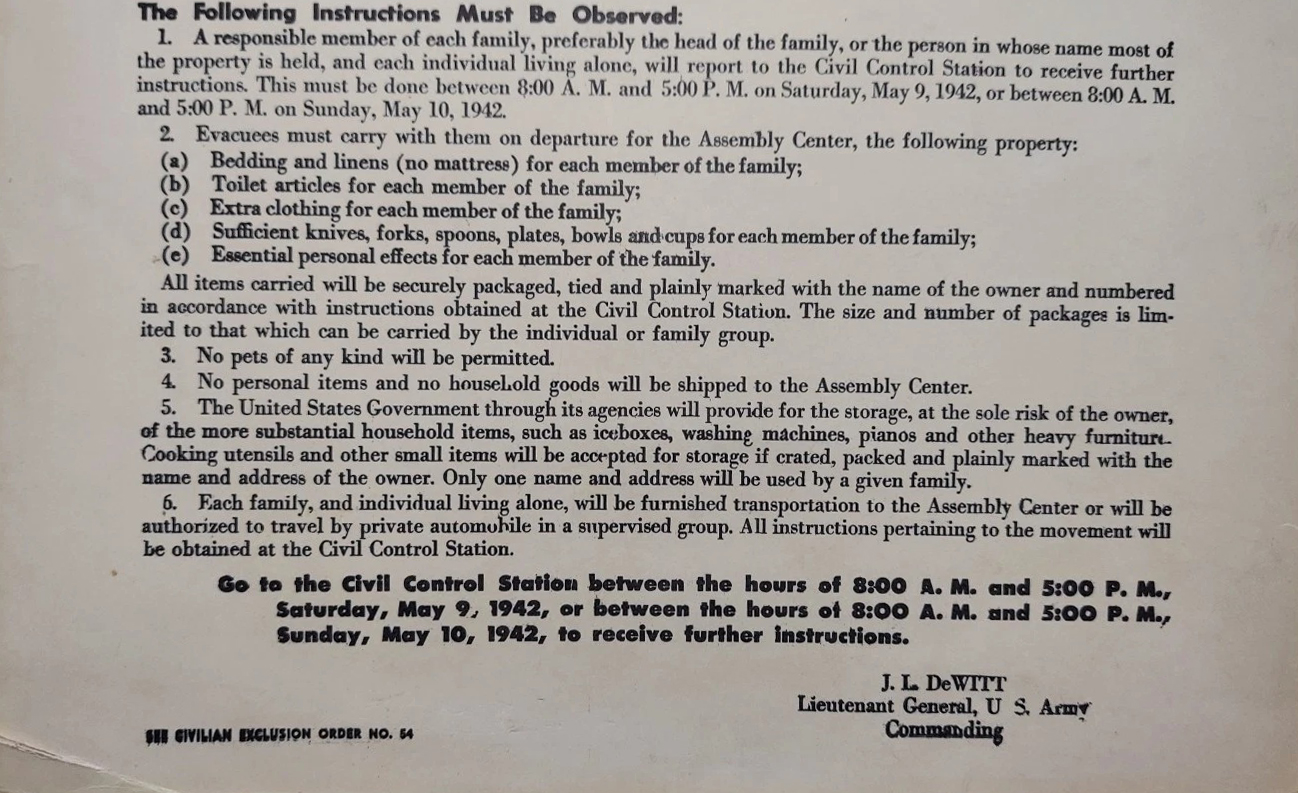 The Following Instructions Must Be Observed:
1. A responsible member of each family, preferably the head of the family, or the person in whose name most of
the property is held, and each individual living alone, will report to the Civil Control Station to receive further
instructions. This must be done between 8:00 A. M. and 5:00 P. M. on Saturday, May 9, 1942, or between 8:00 A. M.
and 5:00 P. M. on Sunday, May 10, 1942.
2. Evacuees must carry with them on departure for the Assembly Center, the following property:
(a) Bedding and linens (no mattress) for each member of the family;
(b) Toilet articles for each member of the family;
(c) Extra clothing for each member of the family;
(d) Sufficient knives, forks, spoons, plates, bowls and cups for each member of the family;
(e) Essential personal effects for each member of the family.
All items carried will be securely packaged, tied and plainly marked with the name of the owner and numbered
in accordance with instructions obtained at the Civil Control Station. The size and number of packages is lim-
ited to that which can be carried by the individual or family group.
3. No pets of any kind will be permitted.
4. No personal items and no household goods will be shipped to the Assembly Center.
5. The United States Government through its agencies will provide for the storage, at the sole risk of the owner,
of the more substantial household items, such as iceboxes, washing machines, pianos and other heavy furniture.
Cooking utensils and other small items will be accepted for storage if crated, packed and plainly marked with the
name and address of the owner. Only one name and address will be used by a given family.
6. Each family, and individual living alone, will be furnished transportation to the Assembly Center or will be
authorized to travel by private automobile in a supervised group. All instructions pertaining to the movement will
be obtained at the Civil Control Station.
Go to the Civil Control Station between the hours of 8:00 A. M. and 5:00 P. M.,
Saturday, May 9, 1942, or between the hours of 8:00 A. M. and 5:00 P. M.,
Sunday, May 10, 1942, to receive further instructions.
J. L. DeWITT
Lieutenant General, U S. Army
Commanding
SEE CIVILIAN EXCLUSION ORDER NO. 54